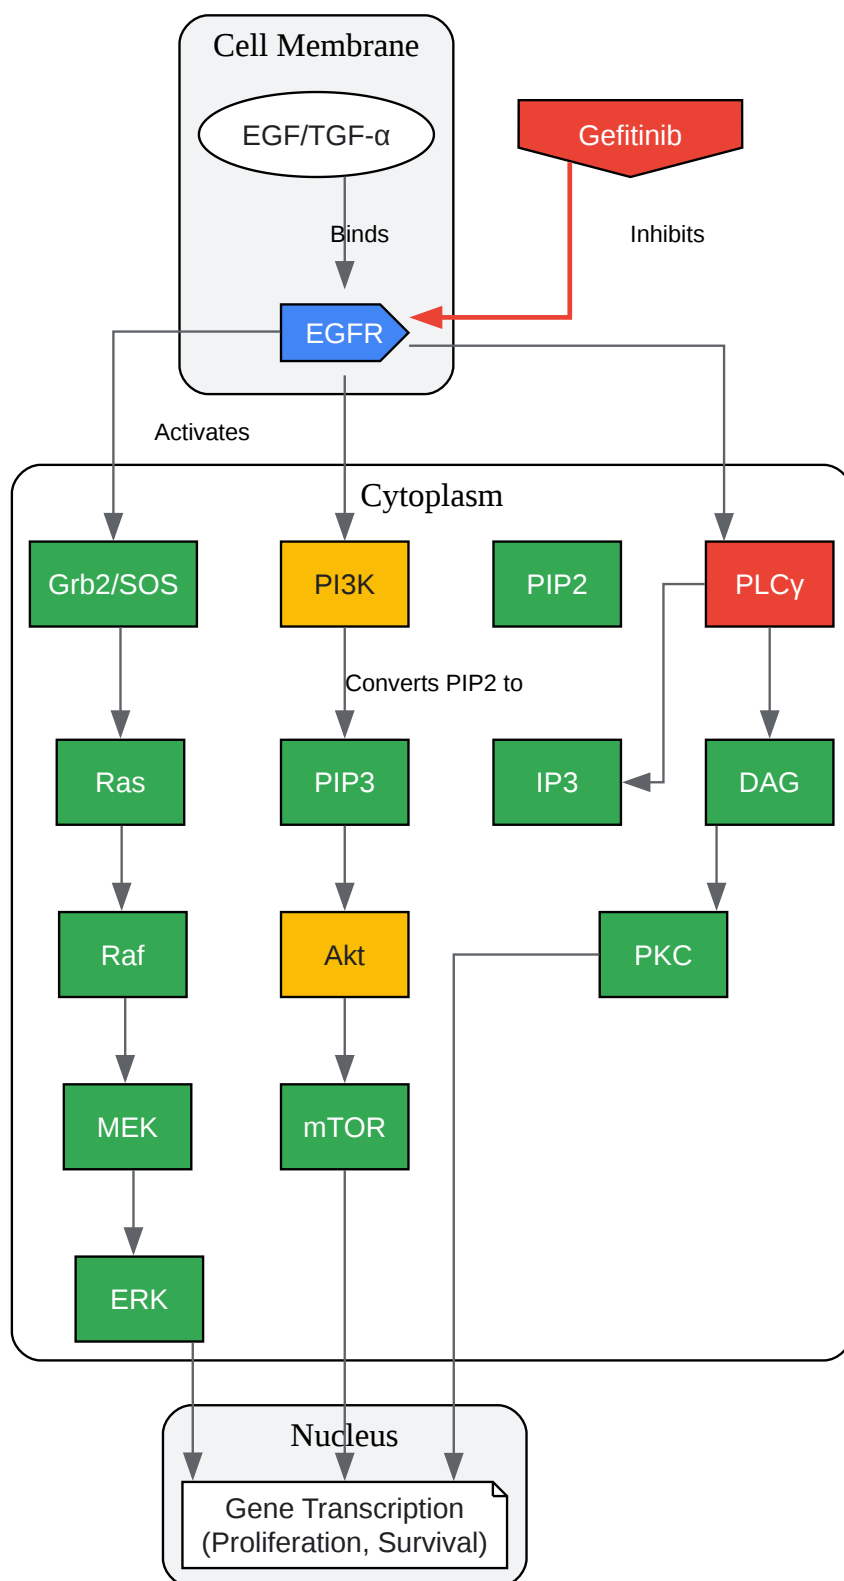 Cell Membrane
EGF/TGF-α
Gefitinib
Binds
Inhibits
EGFR
Activates
Cytoplasm
Grb2/SOS
PI3K
PIP2
PLCγ
Converts PIP2 to
Ras
PIP3
IP3
DAG
Raf
Akt
PKC
MEK
mTOR
ERK
Nucleus
Gene Transcription
(Proliferation, Survival)